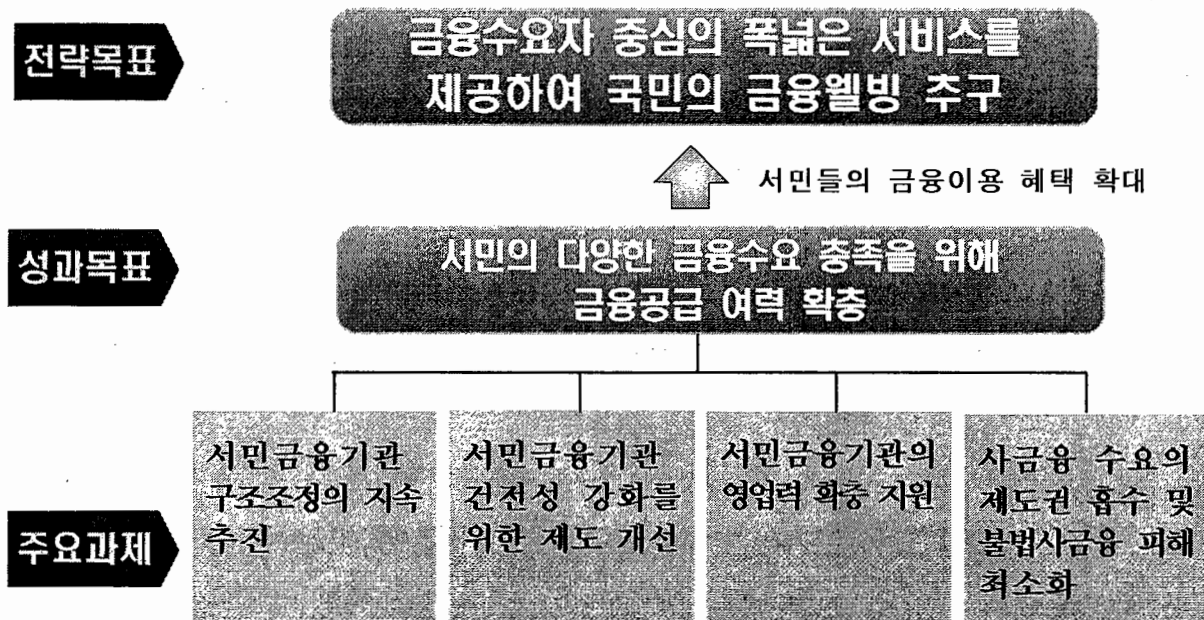 전략목표
금융수요자 중심의 폭넓은 서비스를
제공하여 국민의 금융웰빙 추구
서민들의 금융이용 혜택 확대
성과목표
서민의 다양한 금융수요 충족을 위해
금융공급 여력 확충
주요과제
서민금융기관
구조조정의 지속
추진
서민금융기관
건전성 강화를
위한 제도 개선
서민금융기관의
영업력 확충 지원
사금융 수요의
제도권 흡수 및
불법사금융 피해
최소화